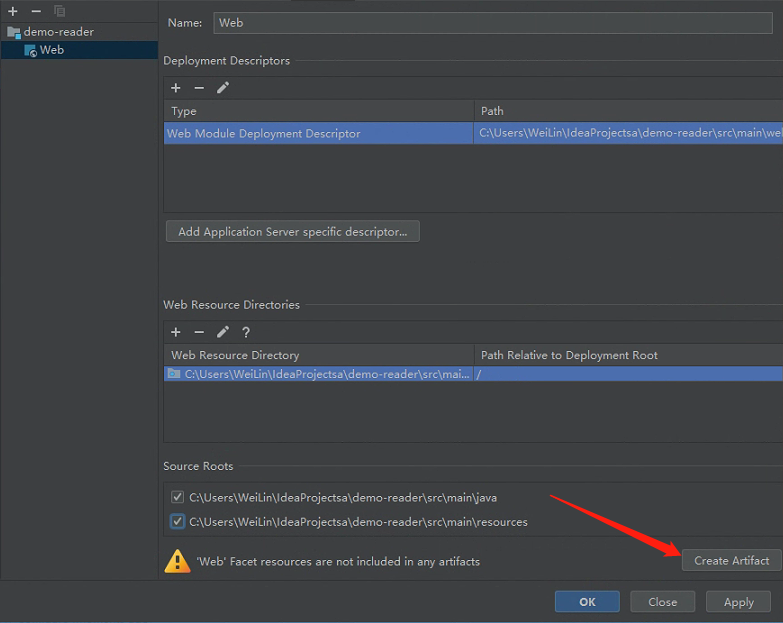 demo-reader
Web
Name: Web
Deployment Descriptors
Type Path
Web Module Deployment Descriptor C:\Users\WeiLin\IdeaProjectsa\demo-reader\src\main\we
Add Application Server specific descriptor...
Web Resource Directories
Web Resource Directory Path Relative to Deployment Root
C:\Users\WeiLin\IdeaProjectsa\demo-reader\src\mai... /
Source Roots
C:\Users\WeiLin\IdeaProjectsa\demo-reader\src\main\java
C:\Users\WeiLin\IdeaProjectsa\demo-reader\src\main\resources
'Web' Facet resources are not included in any artifacts Create Artifact
OK Close Apply